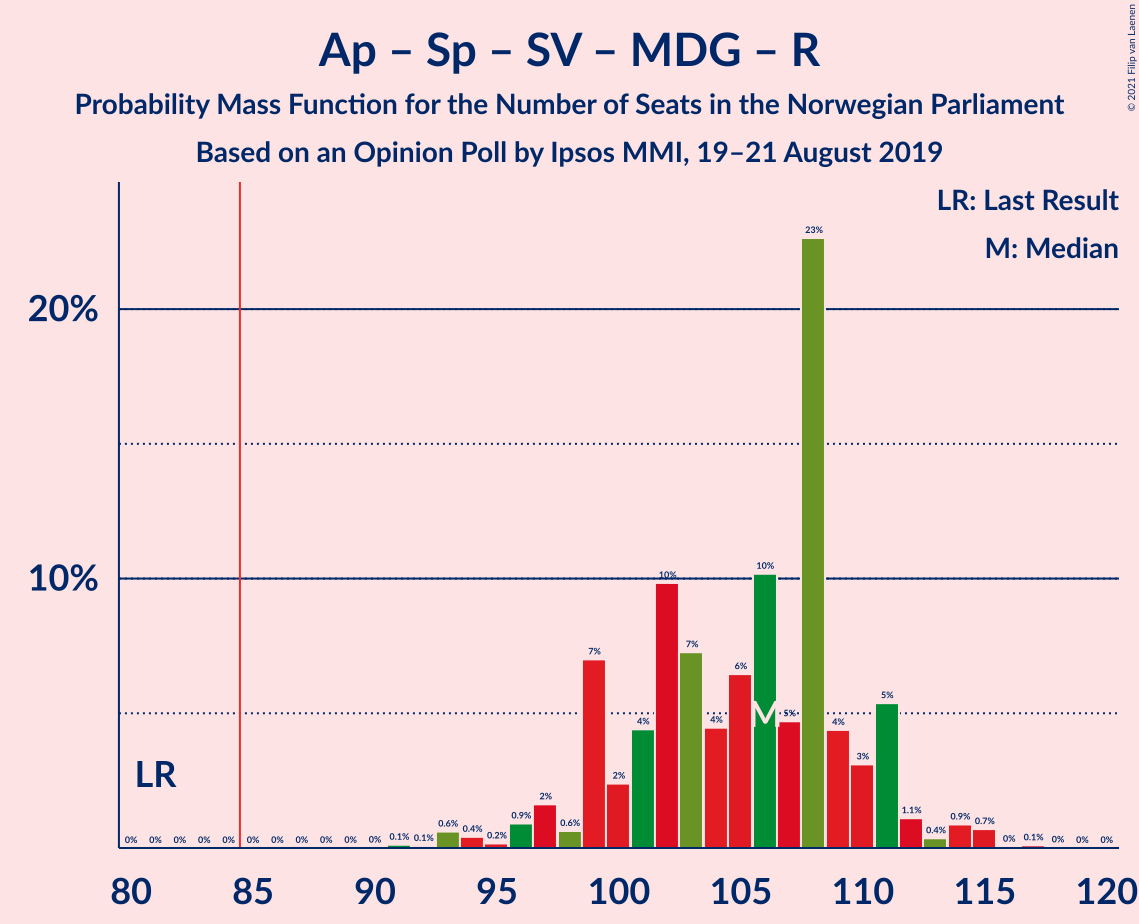 Ap – Sp – SV – MDG – R
Probability Mass Function for the Number of Seats in the Norwegian Parliament
Based on an Opinion Poll by Ipsos MMI, 19–21 August 2019
© 2021 Filip van Laenen
LR: Last Result
M: Median
20%
10%
LR
M
0% 0% 0% 0% 0% 0% 0% 0% 0% 0% 0% 0.1% 0.1% 0.6% 0.4% 0.2% 0.9% 2% 0.6% 7% 2% 4% 10% 7% 4% 6% 10% 5% 23% 4% 3% 5% 1.1% 0.4% 0.9% 0.7% 0% 0.1% 0% 0% 0%
80 85 90 95 100 105 110 115 120